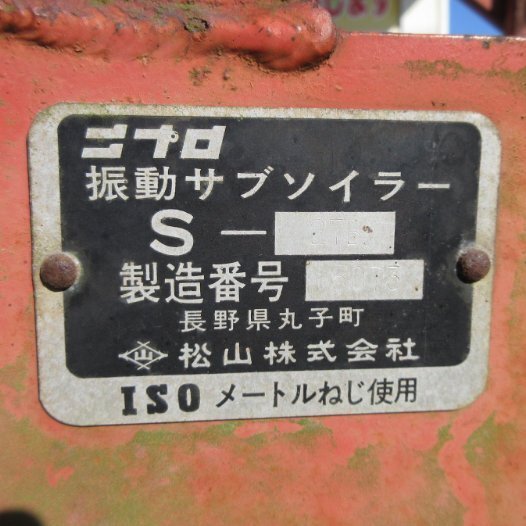 ニプロ
振動サブソイラー
S－
製造番号
長野県丸子町
山 松山株式会社
ISO メートルねじ使用